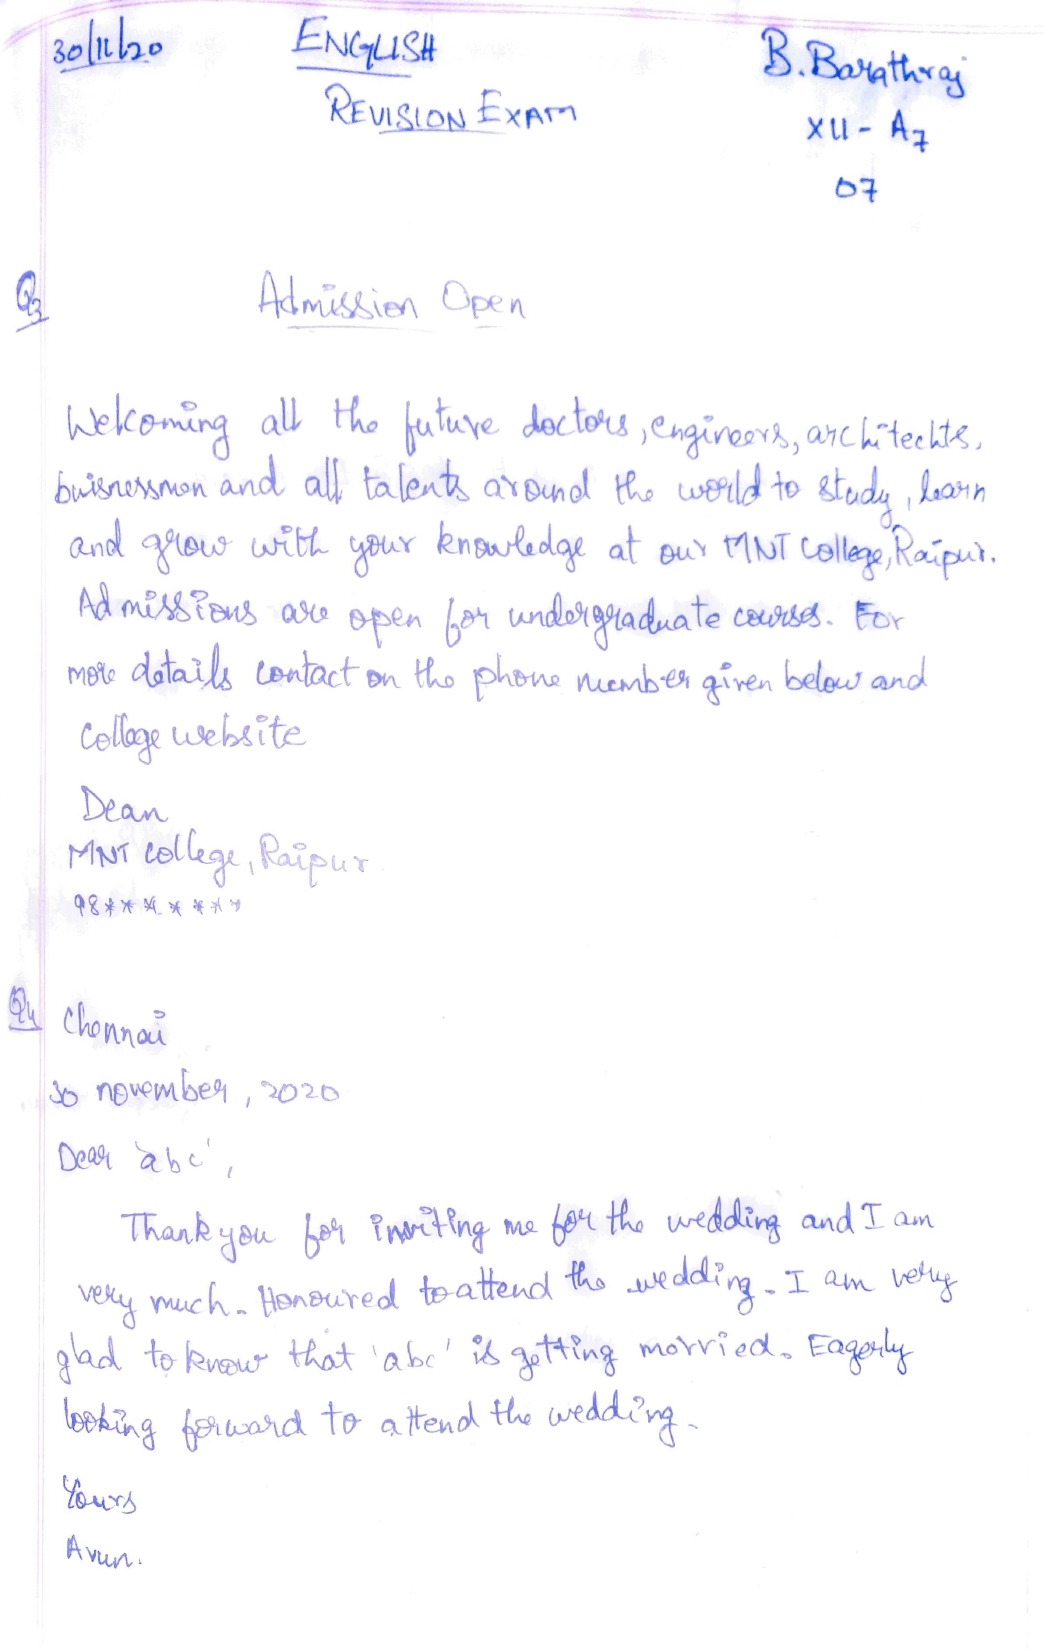 30/11/20
ENGLISH
REVISION EXAM
B. Barathraj
XII - A7
07
Q3
Admission Open
Welcoming all the future doctors, engineers, architechts,
buisnessmen and all talents around the world to study, learn
and grow with your knowledge at our MNT College, Raipur.
Admissions are open for undergraduate courses. For
more details contact on the phone number given below and
College website
Dean
MNT College, Raipur
98********
Q4
Chennai
30 november, 2020
Dear 'abc',
Thank you for inviting me for the wedding and I am
very much. Honoured to attend the wedding. I am very
glad to know that 'abc' is getting morried. Eagerly
looking forward to attend the wedding.
Yours
Arun.